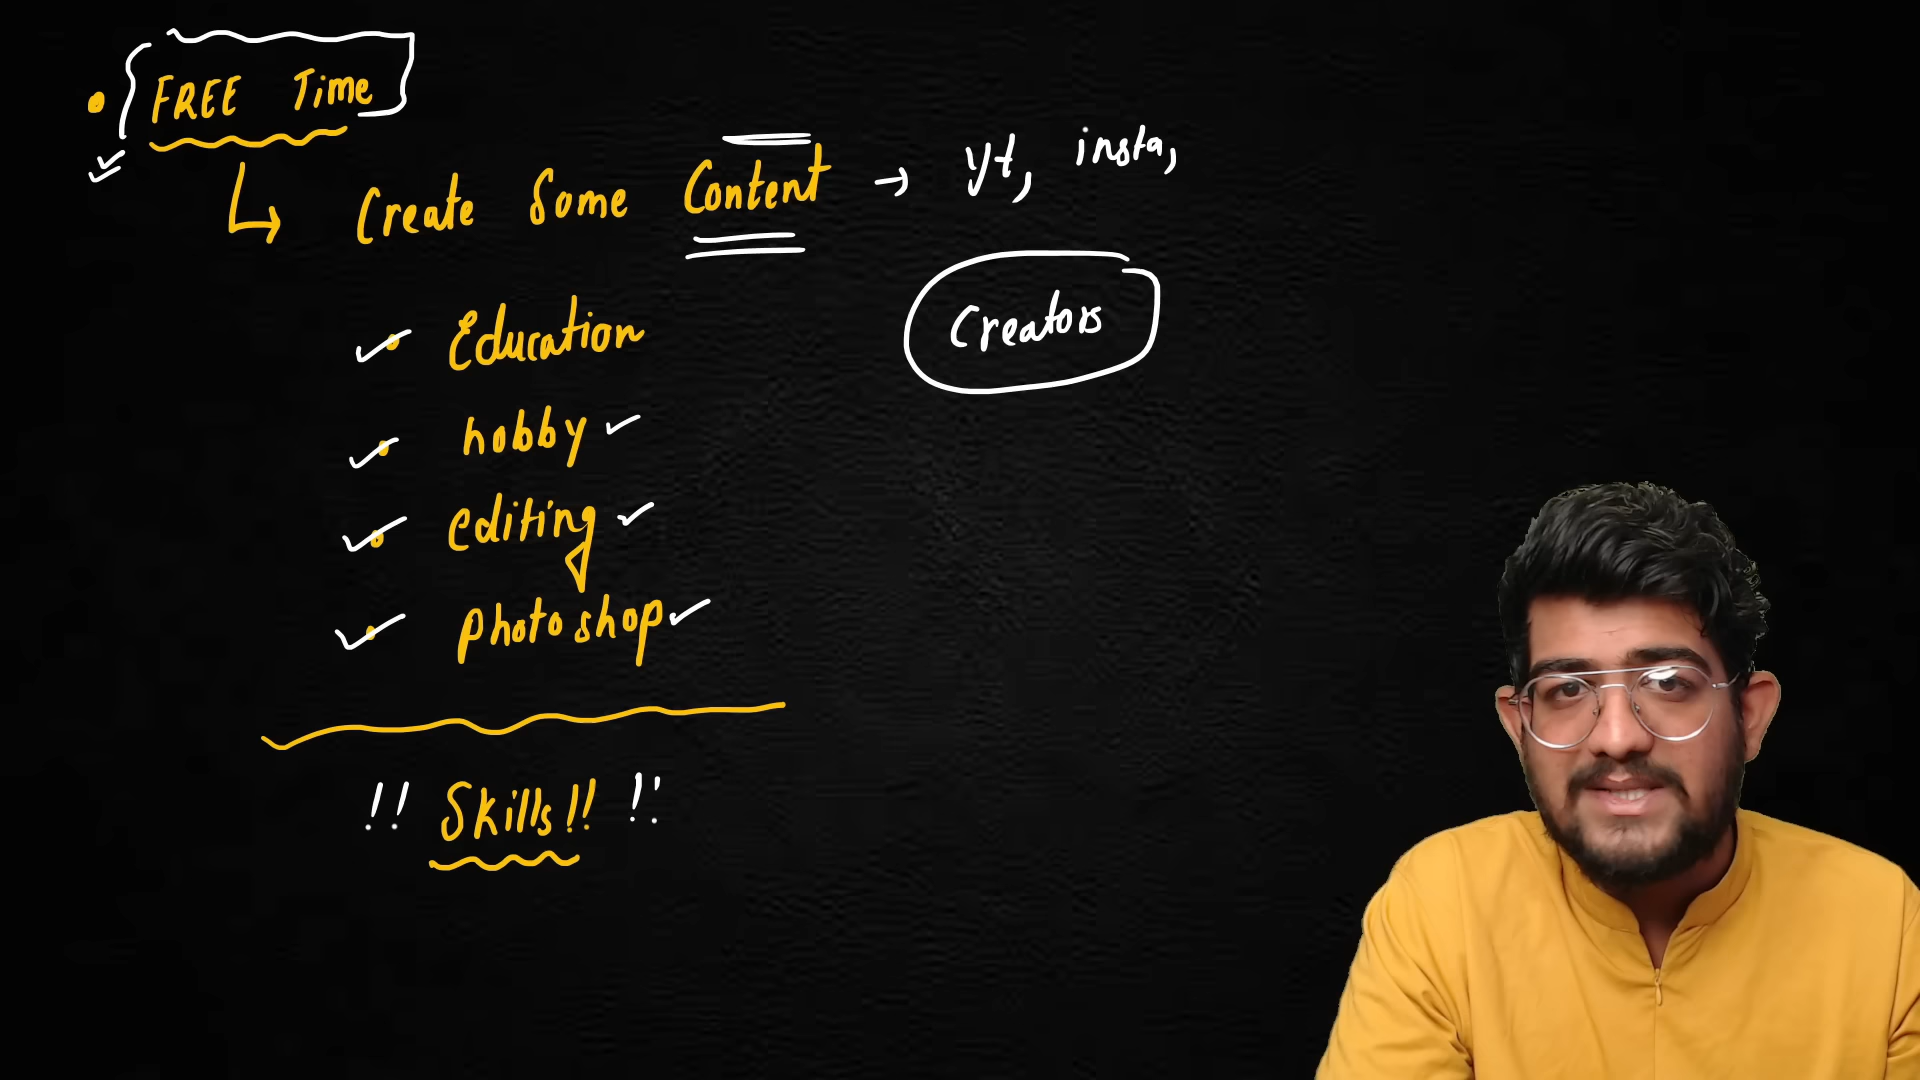 FREE Time
Create Some Content → yt, insta,
Creators
Education
hobby
editing
photoshop
!! Skills!! !!